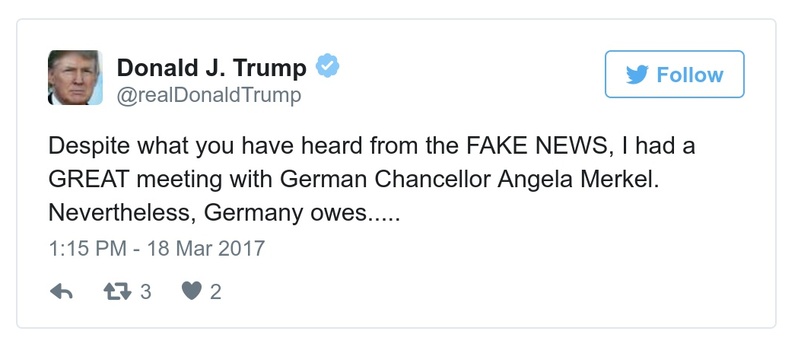 Donald J. Trump
@realDonaldTrump
Follow
Despite what you have heard from the FAKE NEWS, I had a
GREAT meeting with German Chancellor Angela Merkel.
Nevertheless, Germany owes.....
1:15 PM - 18 Mar 2017
3 2